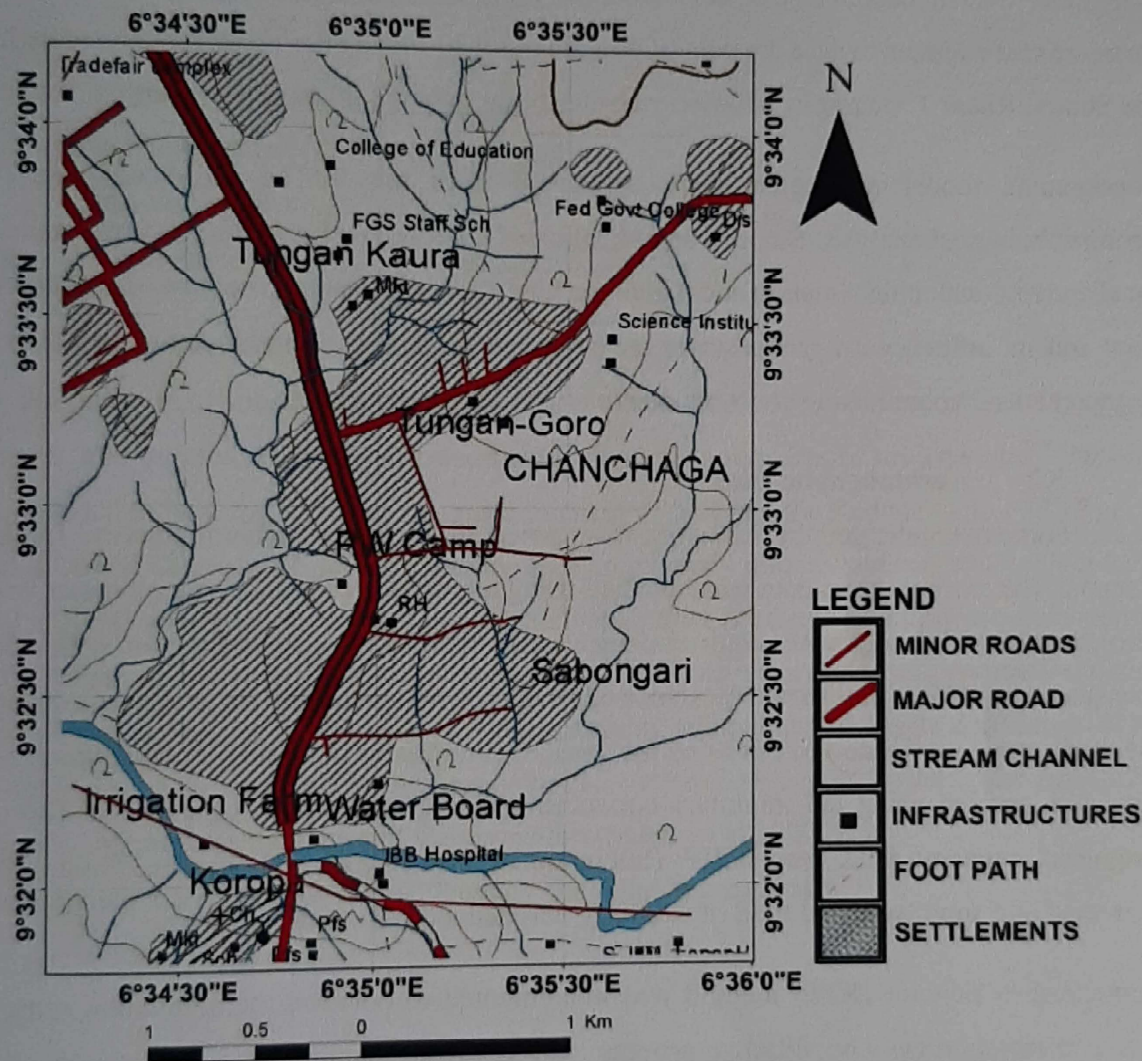 6°34'30"E 6°35'0"E 6°35'30"E
9°34'0"N
9°33'30"N
9°33'0"N
9°32'30"N
9°32'0"N
Tradefair Complex
College of Education
FGS Staff Sch
Fed Govt College
Tungan Kaura
Mkt
Science Institu
Tungan-Goro
CHANCHAGA
P.W Camp
RH
Sabongari
Irrigation Farm
Water Board
IBB Hospital
Koropa
Ch
Pfs
Mkt
Pfs
9°34'0"N
9°33'30"N
9°33'0"N
9°32'30"N
9°32'0"N
6°34'30"E 6°35'0"E 6°35'30"E 6°36'0"E
1 0.5 0 1 Km
N
LEGEND
MINOR ROADS
MAJOR ROAD
STREAM CHANNEL
INFRASTRUCTURES
FOOT PATH
SETTLEMENTS